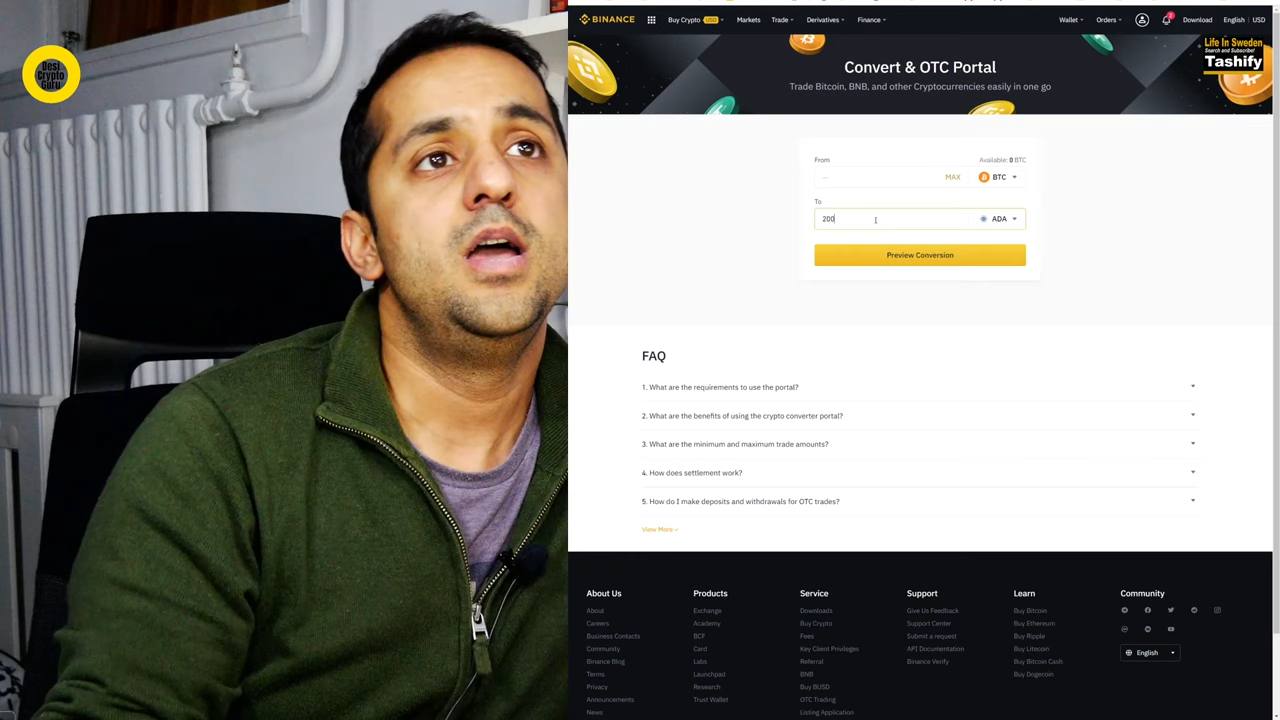 Desi
Crypto
Guru
BINANCE
Buy Crypto USD
Markets
Trade
Derivatives
Finance
Wallet
Orders
2
Download
English | USD
Life In Sweden
Search and Subscribe!
Tashify
Convert & OTC Portal
Trade Bitcoin, BNB, and other Cryptocurrencies easily in one go
From
Available: 0 BTC
MAX
BTC
To
200
ADA
Preview Conversion
FAQ
1. What are the requirements to use the portal?
2. What are the benefits of using the crypto converter portal?
3. What are the minimum and maximum trade amounts?
4. How does settlement work?
5. How do I make deposits and withdrawals for OTC trades?
View More
About Us
About
Careers
Business Contacts
Community
Binance Blog
Terms
Privacy
Announcements
News
Products
Exchange
Academy
BCF
Card
Labs
Launchpad
Research
Trust Wallet
Service
Downloads
Buy Crypto
Fees
Key Client Privileges
Referral
BNB
Buy BUSD
OTC Trading
Listing Application
Support
Give Us Feedback
Support Center
Submit a request
API Documentation
Binance Verify
Learn
Buy Bitcoin
Buy Ethereum
Buy Ripple
Buy Litecoin
Buy Bitcoin Cash
Buy Dogecoin
Community
English